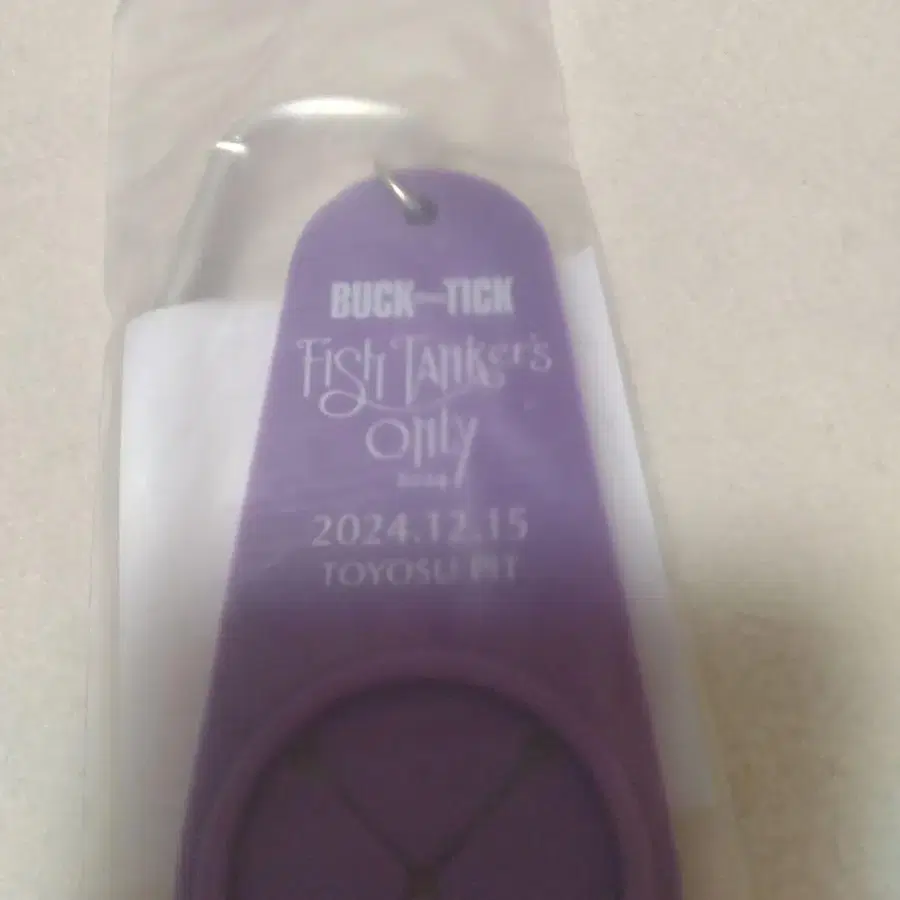 BUCK-TICK
Fish Tanker's
Only
2024.12.15
TOYOSU PIT